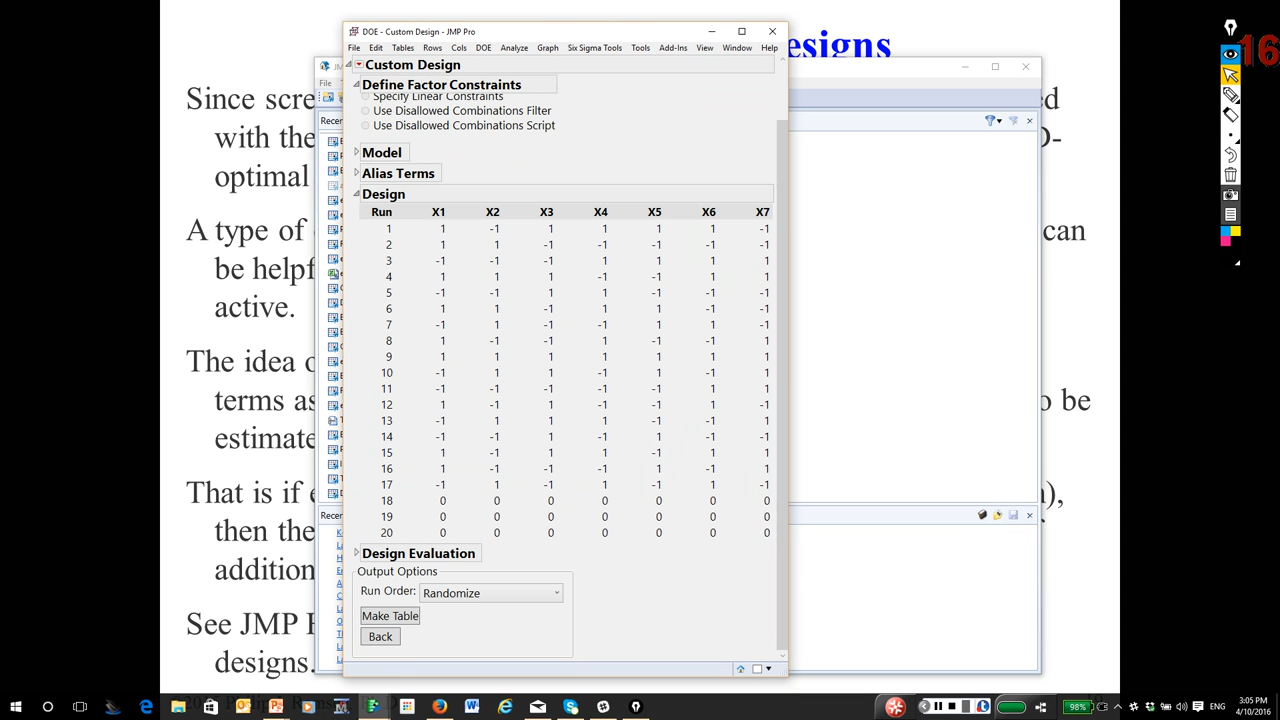 esigns
16
DOE - Custom Design - JMP Pro
File Edit Tables Rows Cols DOE Analyze Graph Six Sigma Tools Tools Add-Ins View Window Help
Custom Design
Define Factor Constraints
Specify Linear Constraints
Use Disallowed Combinations Filter
Use Disallowed Combinations Script
Model
Alias Terms
Design
Run X1 X2 X3 X4 X5 X6 X7
1 1 -1 1 1 1 1 -1
2 1 1 -1 -1 -1 -1 -1
3 -1 -1 -1 1 1 -1 1
4 1 1 1 -1 1 -1 1
5 -1 -1 1 1 -1 -1 -1
6 1 1 -1 1 1 1 -1
7 -1 1 -1 -1 1 1 -1
8 1 1 1 1 -1 1 1
9 1 1 1 1 1 1 1
10 -1 -1 1 -1 1 -1 1
11 -1 1 1 1 -1 1 1
12 1 -1 1 -1 -1 1 -1
13 -1 1 -1 1 -1 -1 1
14 -1 -1 1 -1 1 -1 -1
15 1 -1 -1 1 -1 1 1
16 1 -1 -1 -1 1 -1 1
17 -1 1 1 1 -1 1 -1
18 0 0 0 0 0 0 0
19 0 0 0 0 0 0 0
20 0 0 0 0 0 0 0
Design Evaluation
Output Options
Run Order: Randomize
Make Table
Back
JM
File
Recen
Recen
Since scre
ed
with the
D-
optimal
A type of
can
be helpf
active.
The idea o
terms as
o be
estimate
That is if e
),
then the
addition
See JMP H
designs.
98%
ENG
3:05 PM
4/10/2016